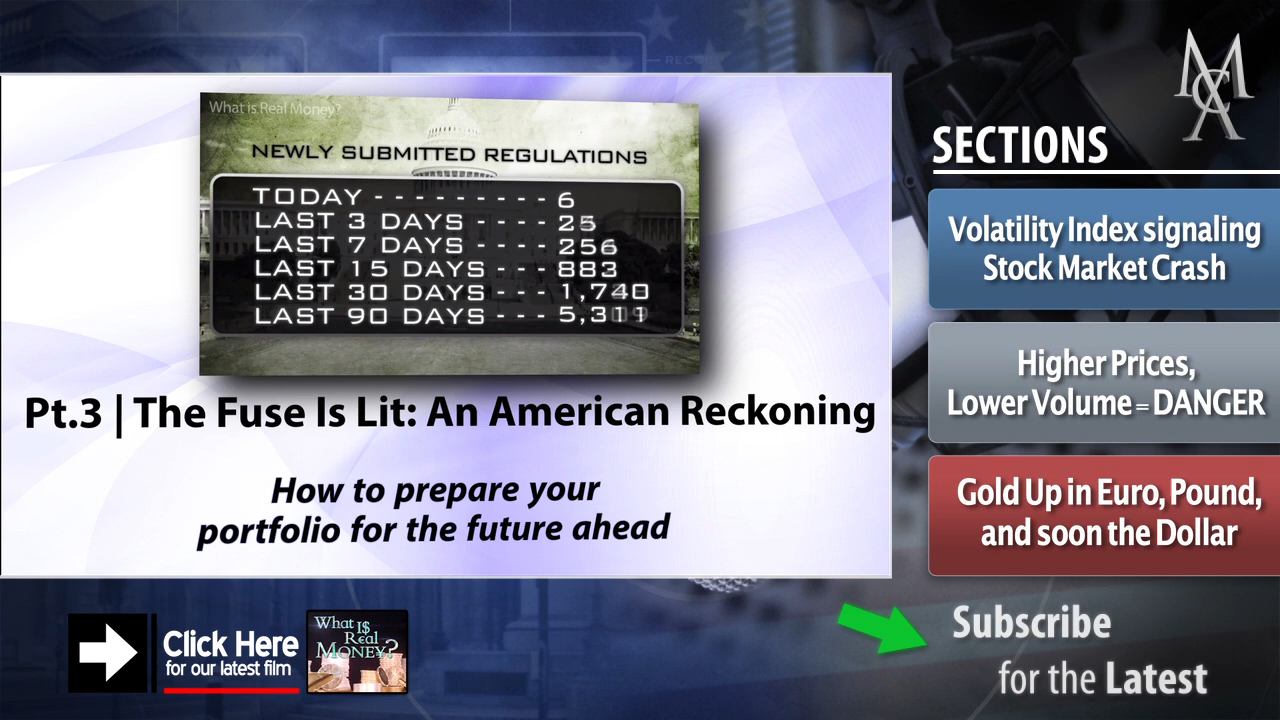 What is Real Money?
NEWLY SUBMITTED REGULATIONS
TODAY - - - - - - - - - 6
LAST 3 DAYS - - - - 25
LAST 7 DAYS - - - - 256
LAST 15 DAYS - - - 883
LAST 30 DAYS - - - 1,740
LAST 90 DAYS - - -
Pt.3 | The Fuse Is Lit: An American Reckoning
How to prepare your
portfolio for the future ahead
MCA
SECTIONS
Volatility Index signaling
Stock Market Crash
Higher Prices,
Lower Volume = DANGER
Gold Up in Euro, Pound,
and soon the Dollar
Click Here
for our latest film
What I$
Real
MONEY?
Subscribe
for the Latest